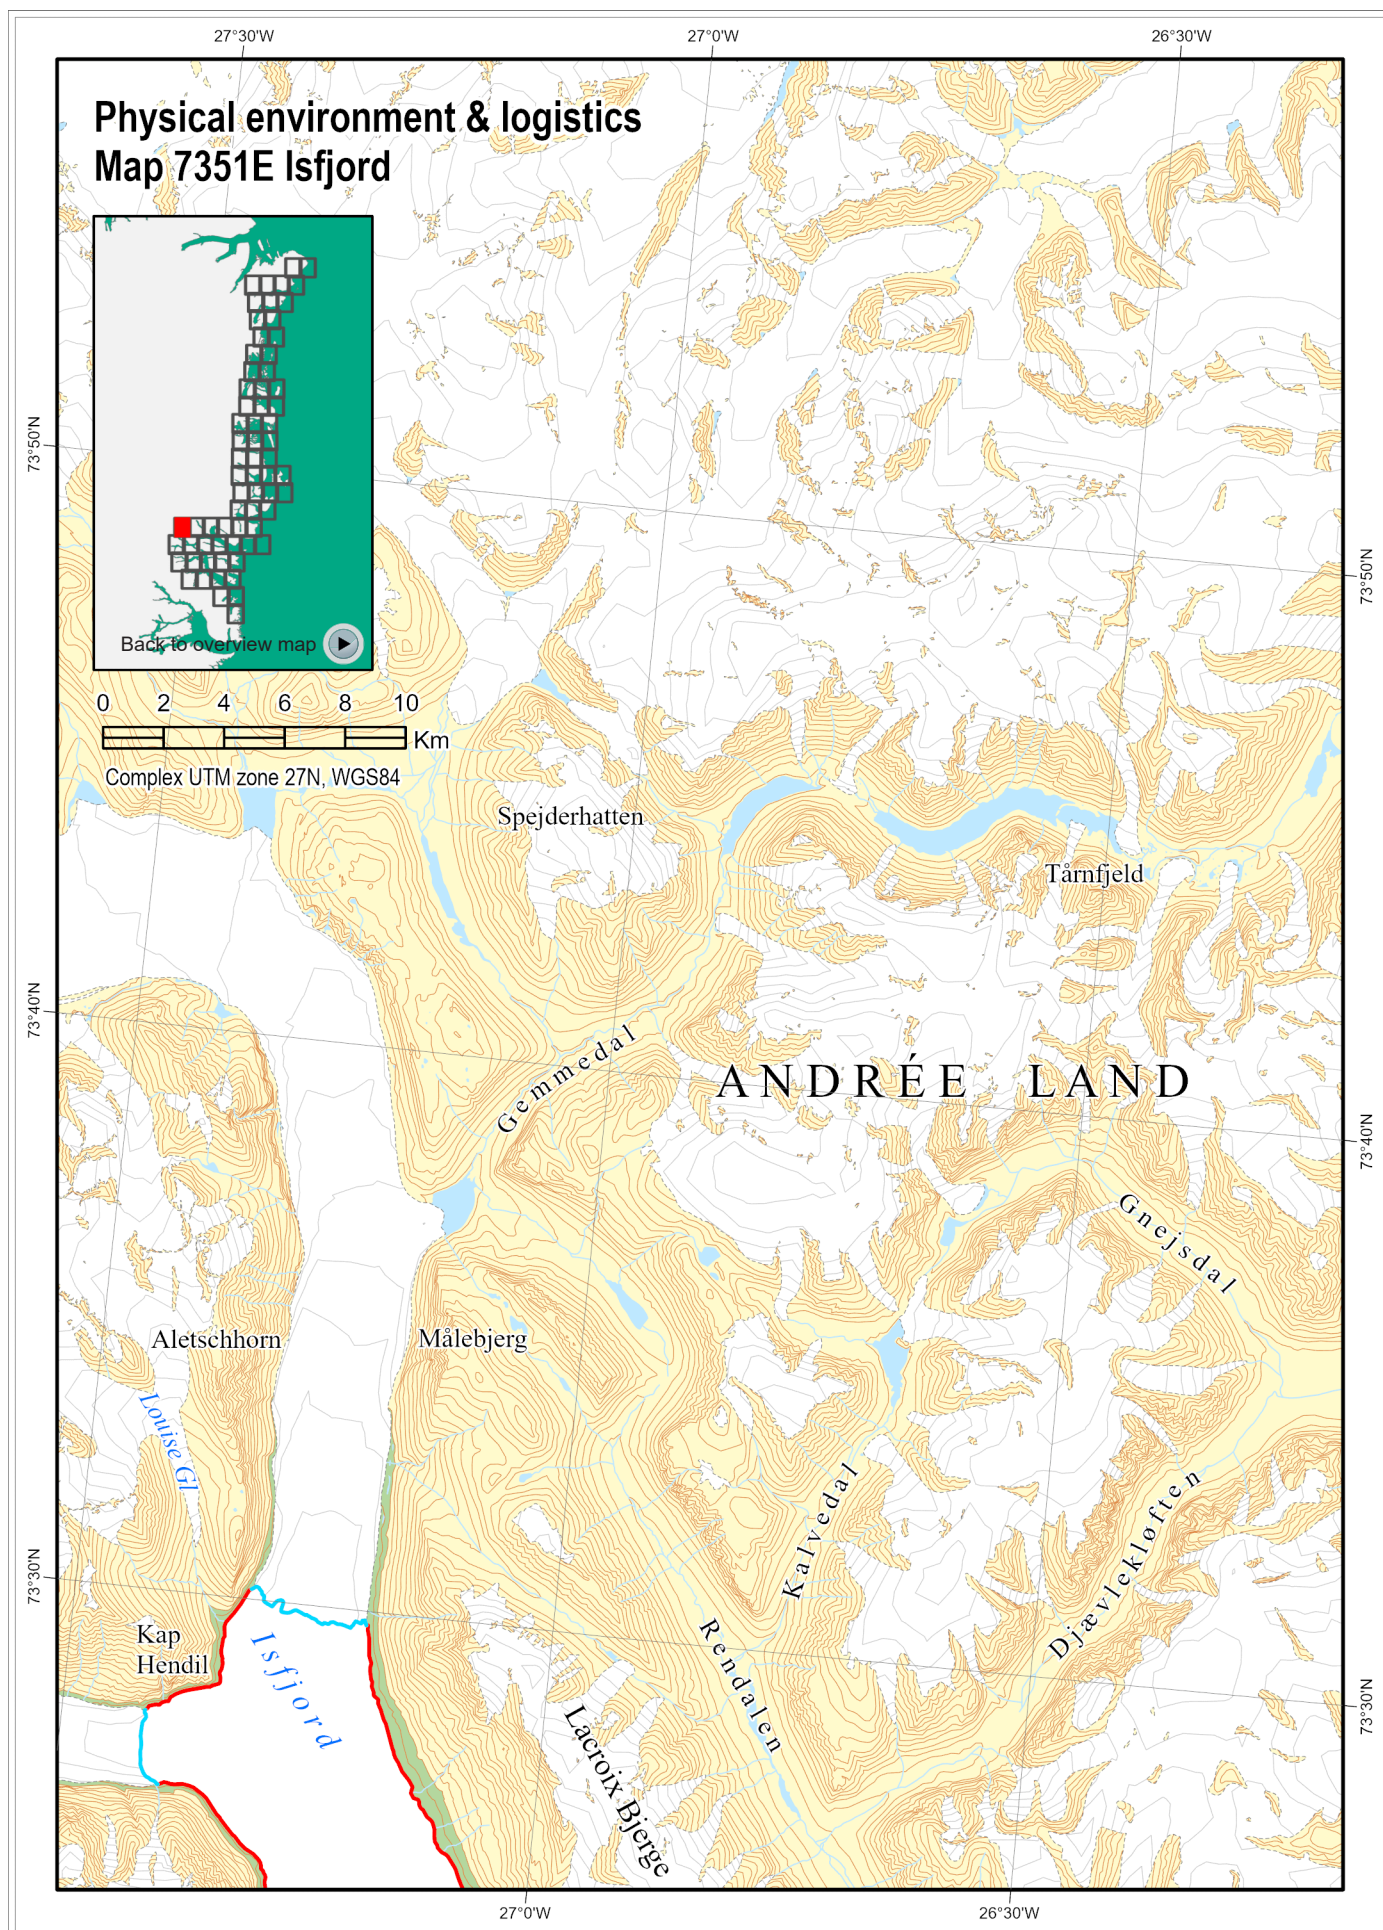 27°30'W
27°0'W
26°30'W
Physical environment & logistics
Map 7351E Isfjord
73°50'N
73°50'N
Back to overview map
0 2 4 6 8 10
Km
Complex UTM zone 27N, WGS84
Spejderhatten
Tårnfjeld
73°40'N
Gemmedal
ANDRÉE LAND
73°40'N
Gnejsdal
Aletschhorn
Målebjerg
Louise Gl
Kalvedal
Djævlekløften
73°30'N
Kap
Hendil
Isfjord
Rendalen
Lacroix Bjerge
73°30'N
27°0'W
26°30'W